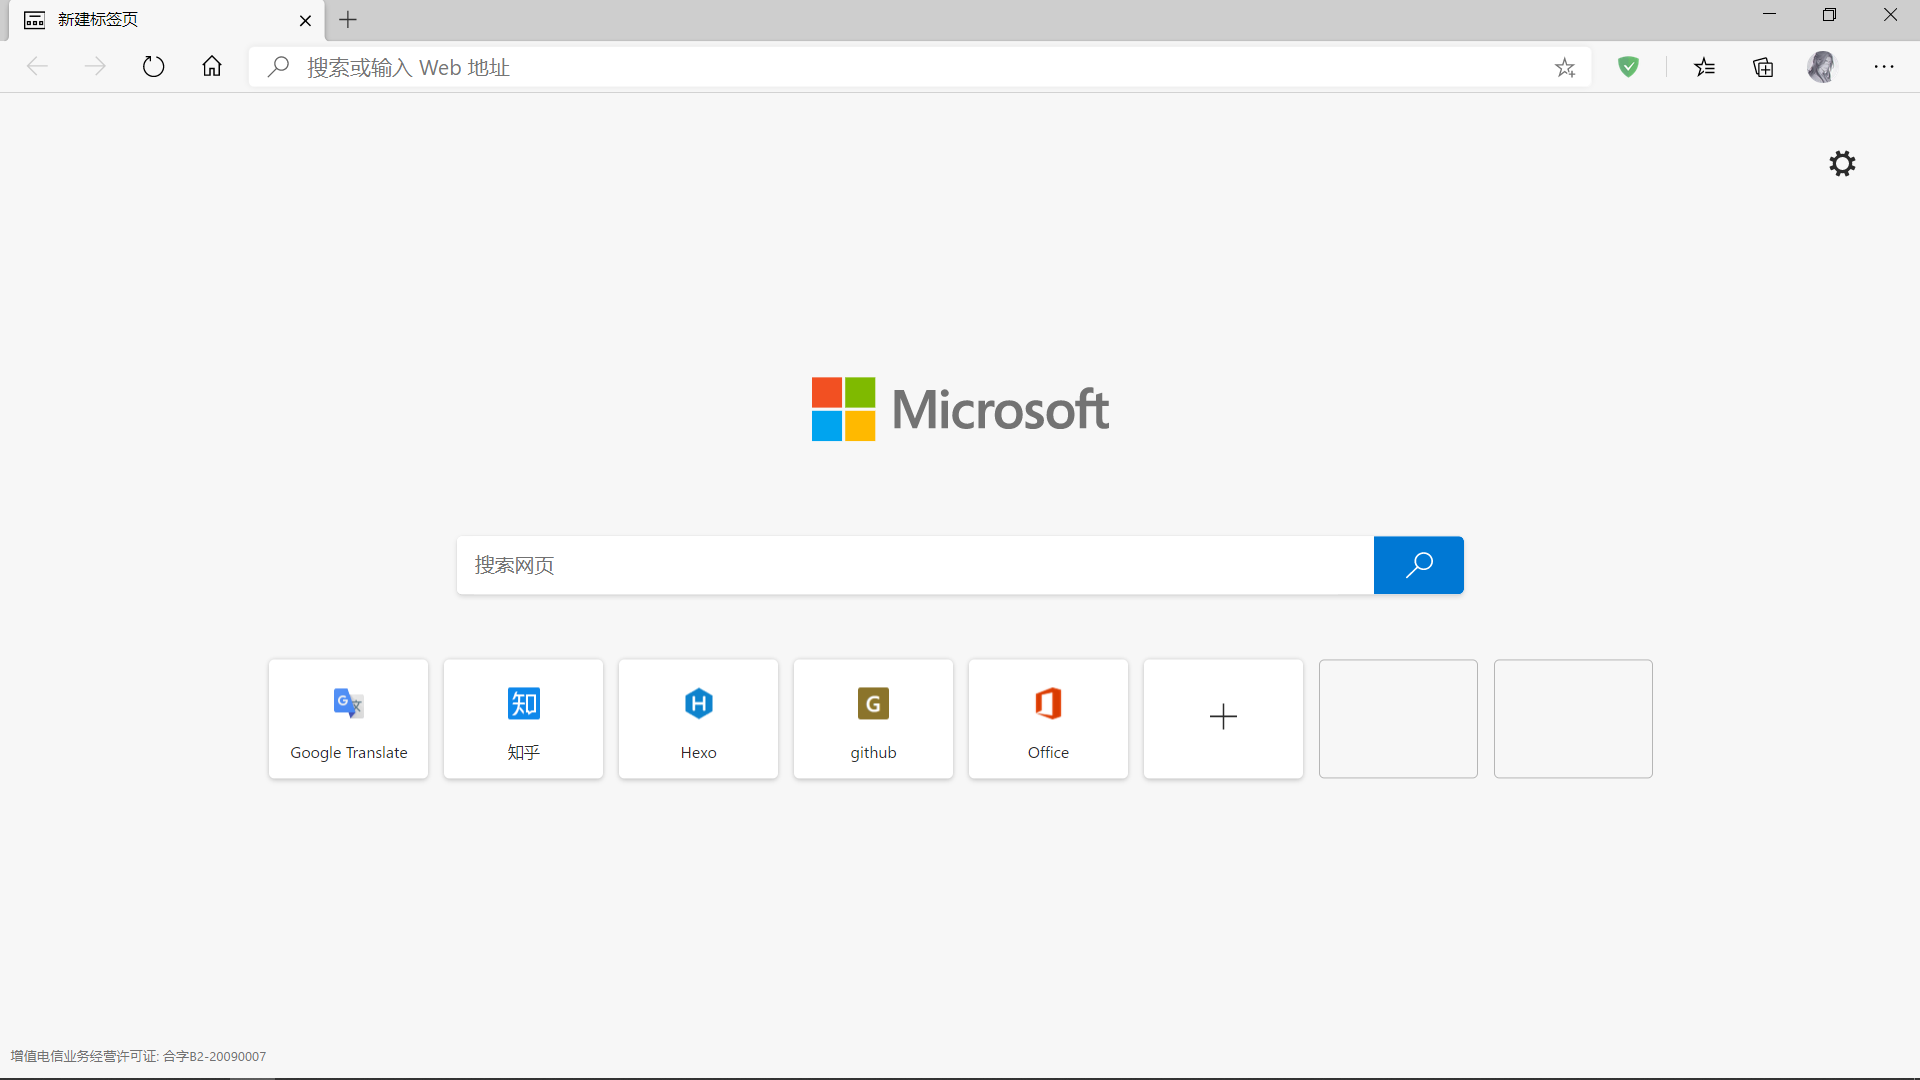 新建标签页
搜索或输入 Web 地址
Microsoft
搜索网页
Google Translate
知
知乎
H
Hexo
G
github
Office
增值电信业务经营许可证: 合字B2-20090007